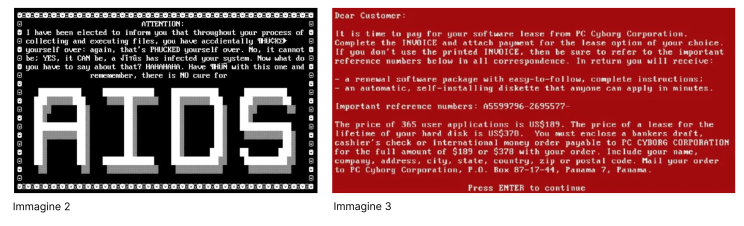 ATTENTION:
I have been elected to inform you that throughout your process of
collecting and executing files, you have accdientally ¶HÜCKΣ►
yourself over: again, that's PHUCKED yourself over. No, it cannot
be; YES, it CAN be, a √ìτûs has infected your system. Now what do
you have to say about that? HAHAHAHA. Have ¶HÜÑ with this one and
rememember, there is NO cure for
AIDS
Immagine 2
Dear Customer:
It is time to pay for your software lease from PC Cyborg Corporation.
Complete the INVOICE and attach payment for the lease option of your choice.
If you don't use the printed INVOICE, then be sure to refer to the important
reference numbers below in all correspondence. In return you will receive:
- a renewal software package with easy-to-follow, complete instructions;
- an automatic, self-installing diskette that anyone can apply in minutes.
Important reference numbers: A5599796-2695577-
The price of 365 user applications is US$189. The price of a lease for the
lifetime of your hard disk is US$378. You must enclose a bankers draft,
cashier's check or international money order payable to PC CYBORG CORPORATION
for the full amount of $189 or $378 with your order. Include your name,
company, address, city, state, country, zip or postal code. Mail your order
to PC Cyborg Corporation, P.O. Box 87-17-44, Panama 7, Panama.
Press ENTER to continue
Immagine 3